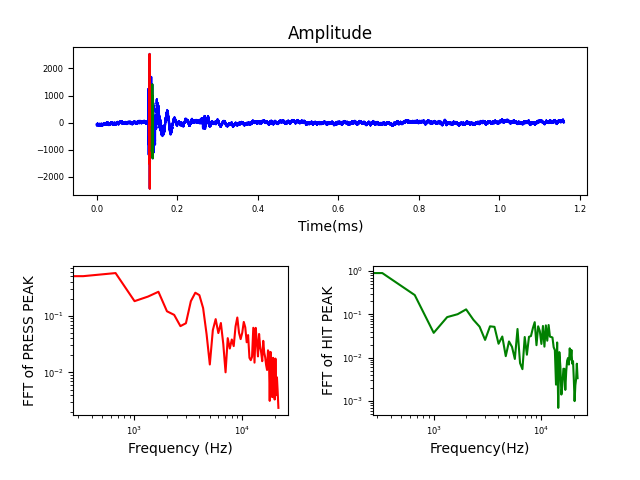 Amplitude
2000
1000
0
−1000
−2000
0.0 0.2 0.4 0.6 0.8 1.0 1.2
Time(ms)
FFT of PRESS PEAK
10⁻¹
10⁻²
10³ 10⁴
Frequency (Hz)
FFT of HIT PEAK
10⁰
10⁻¹
10⁻²
10⁻³
10³ 10⁴
Frequency(Hz)